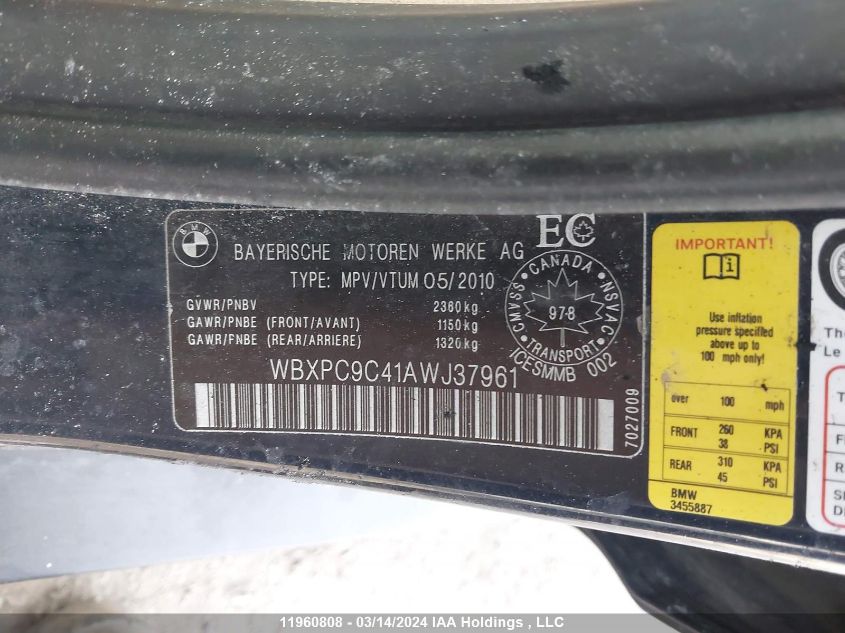 BMW
BAYERISCHE MOTOREN WERKE AG
EC
TYPE: MPV/VTUM 05/2010
GVWR/PNBV 2360kg
GAWR/PNBE (FRONT/AVANT) 1150kg
GAWR/FNBE (REAR/ARRIERE) 1320kg
WBXPC9C41AWJ37961
7027009
CMVSS • CANADA • NSVAC
978
TRANSPORT
ICESMMB 002
IMPORTANT!
Use inflation
pressure specified
above up to
100 mph only!
over 100 mph
FRONT 260 KPA
38 PSI
REAR 310 KPA
45 PSI
BMW
3455887
Le
11960808 - 03/14/2024 IAA Holdings , LLC